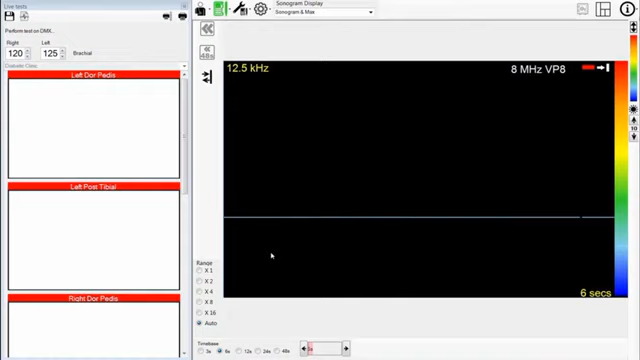 Live tests
Perform test on DMX...
Right Left
120 125 Brachial
Left Dor Pedis
Left Post Tibial
Right Dor Pedis
Sonogram Display
Sonogram & Max
48s
12.5 kHz
8 MHz VP8
10
6 secs
Range
X 1
X 2
X 4
X 8
X 16
Auto
Timebase
3s 6s 12s 24s 48s